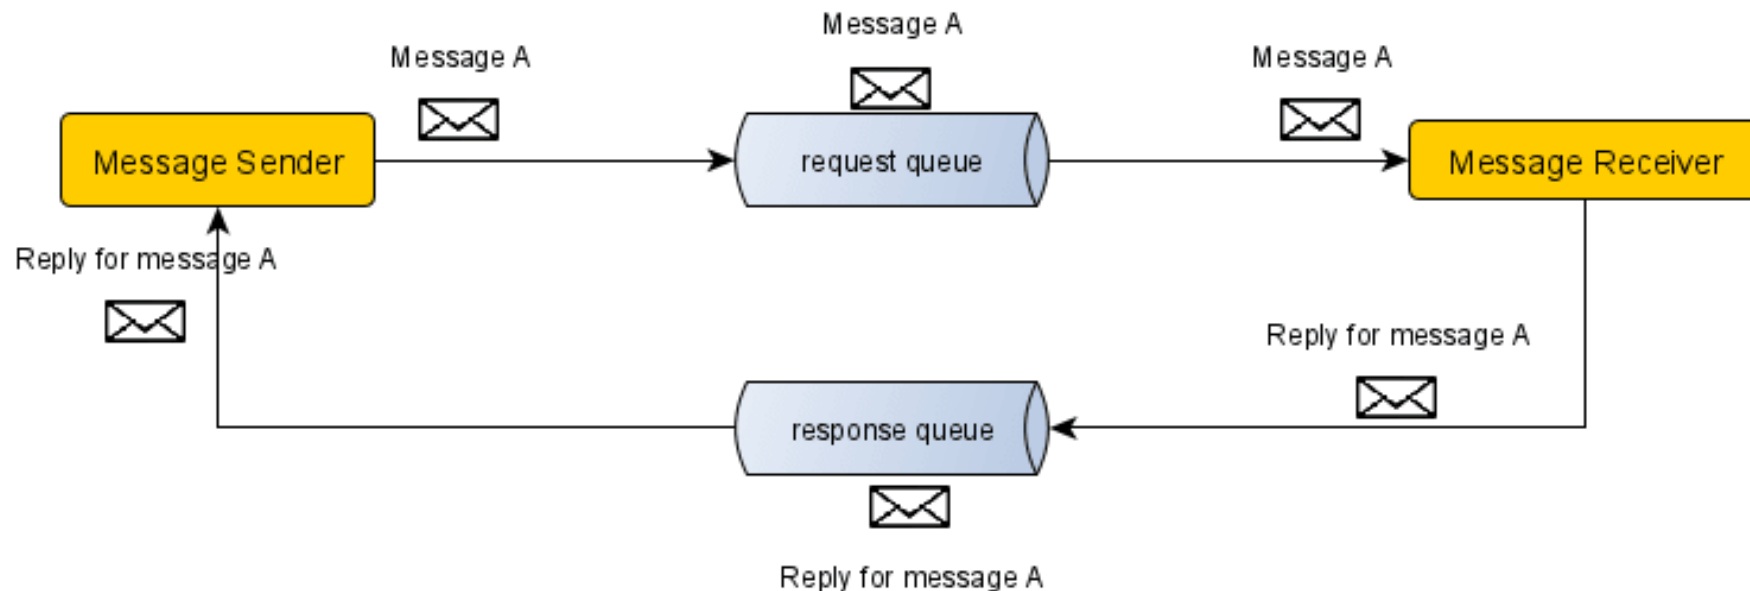 Message A
Message A
Message A
Message Sender
request queue
Message Receiver
Reply for message A
Reply for message A
response queue
Reply for message A